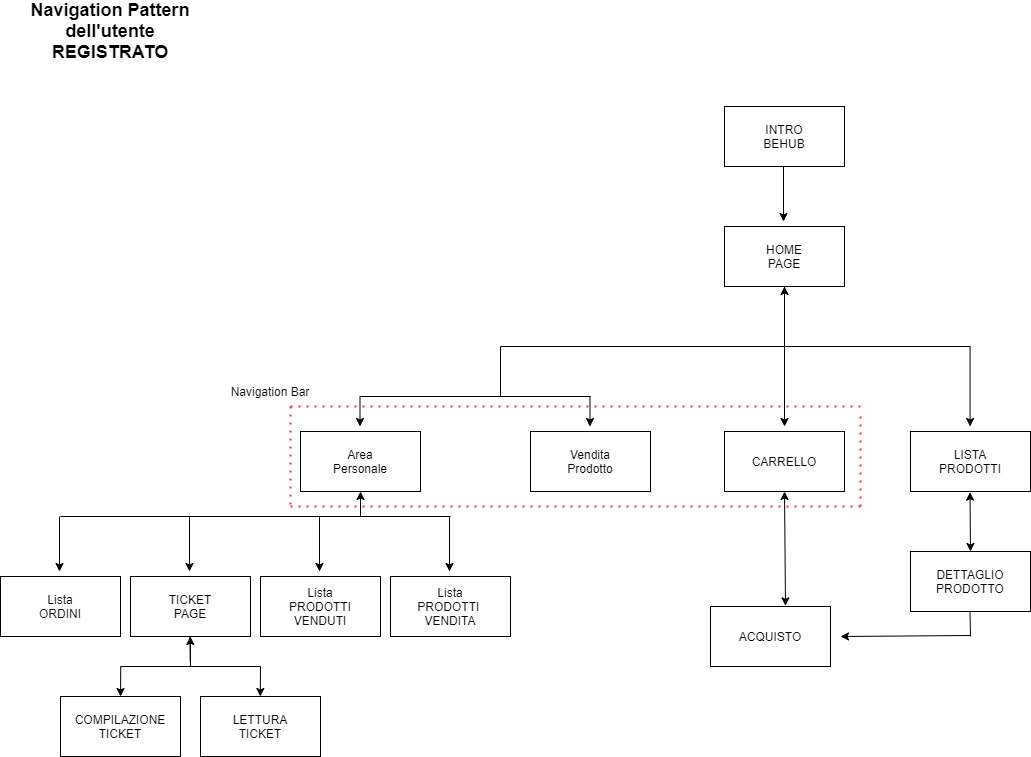 Navigation Pattern
dell'utente
REGISTRATO
INTRO
BEHUB
HOME
PAGE
Navigation Bar
Area
Personale
Vendita
Prodotto
CARRELLO
LISTA
PRODOTTI
Lista
ORDINI
TICKET
PAGE
Lista
PRODOTTI
VENDUTI
Lista
PRODOTTI
VENDITA
DETTAGLIO
PRODOTTO
ACQUISTO
COMPILAZIONE
TICKET
LETTURA
TICKET